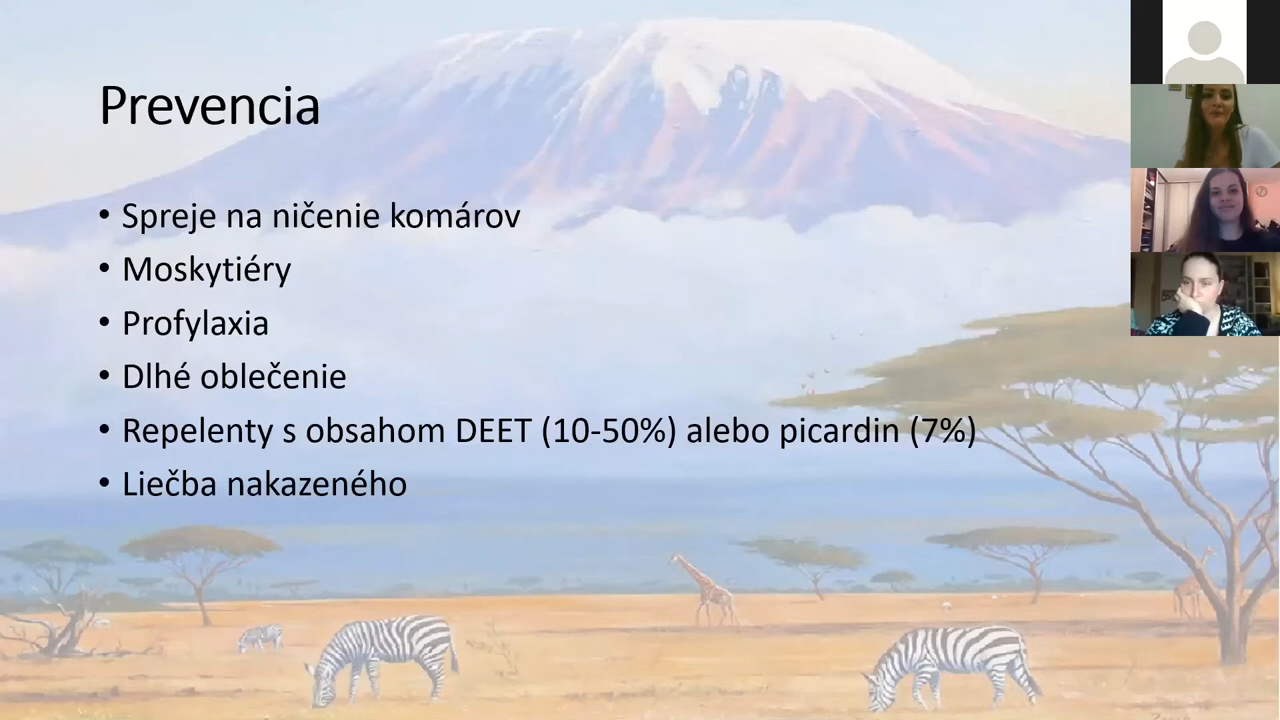 Prevencia
• Spreje na ničenie komárov
• Moskytiéry
• Profylaxia
• Dlhé oblečenie
• Repelenty s obsahom DEET (10-50%) alebo picardin (7%)
• Liečba nakazeného